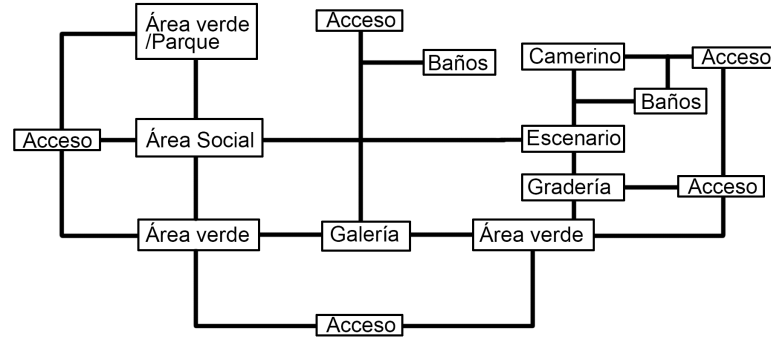 Área verde
/Parque
Acceso
Baños
Camerino
Acceso
Baños
Acceso
Área Social
Escenario
Gradería
Acceso
Área verde
Galería
Área verde
Acceso